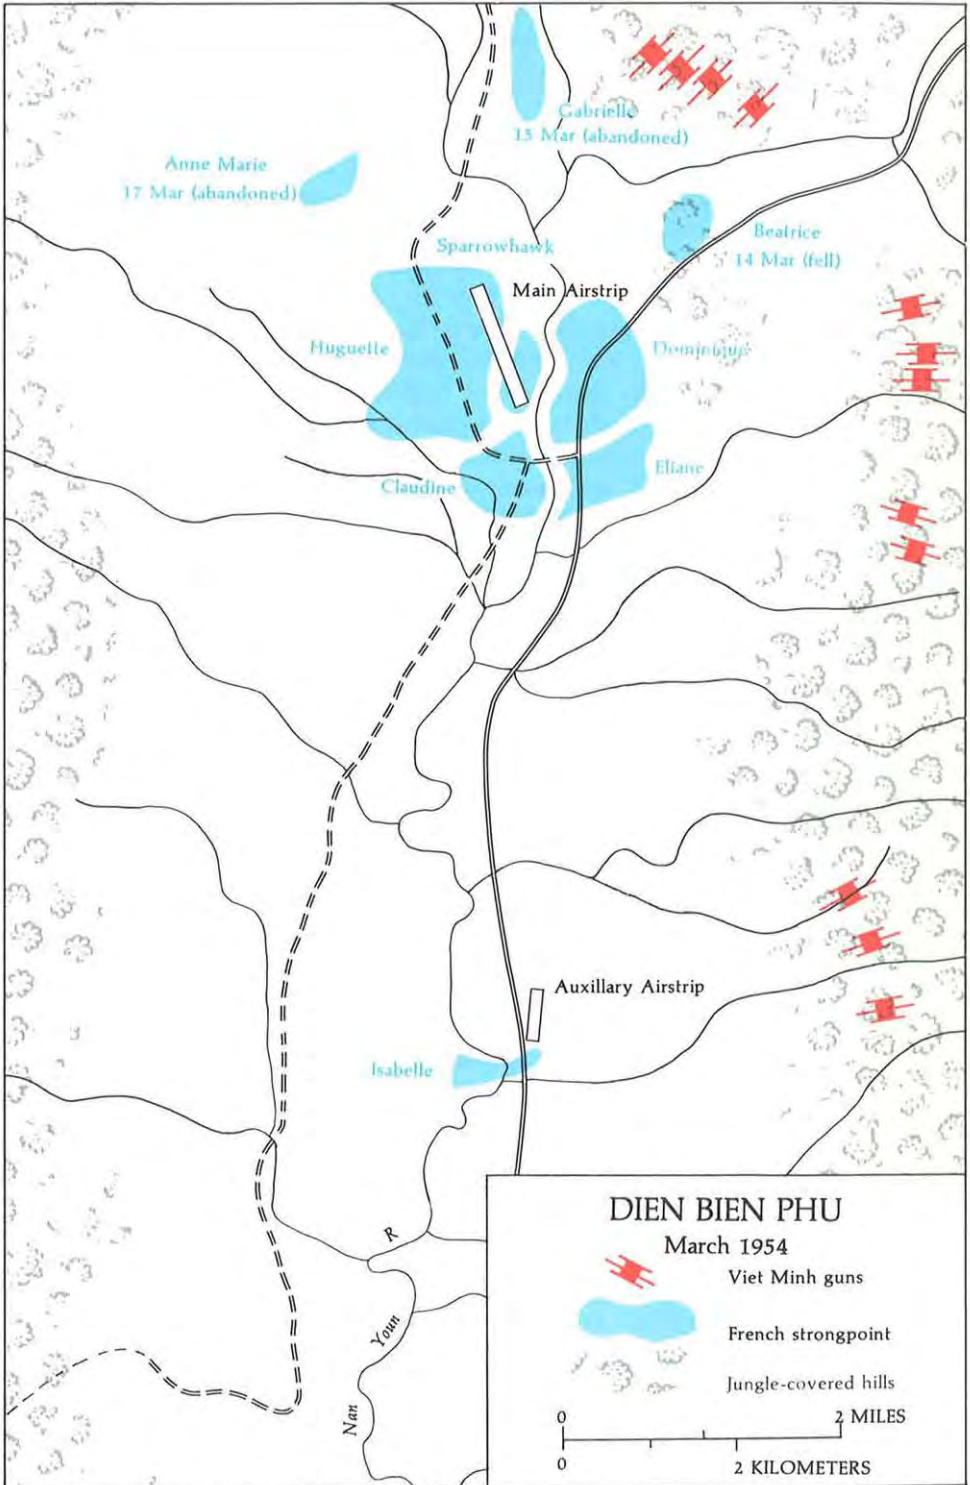 Gabrielle
15 Mar (abandoned)
Anne Marie
17 Mar (abandoned)
Beatrice
14 Mar (fell)
Sparrowhawk
Main Airstrip
Huguette
Dominique
Claudine
Eliane
Auxillary Airstrip
Isabelle
Nan Youn R
DIEN BIEN PHU
March 1954
Viet Minh guns
French strongpoint
Jungle-covered hills
0 2 MILES
0 2 KILOMETERS